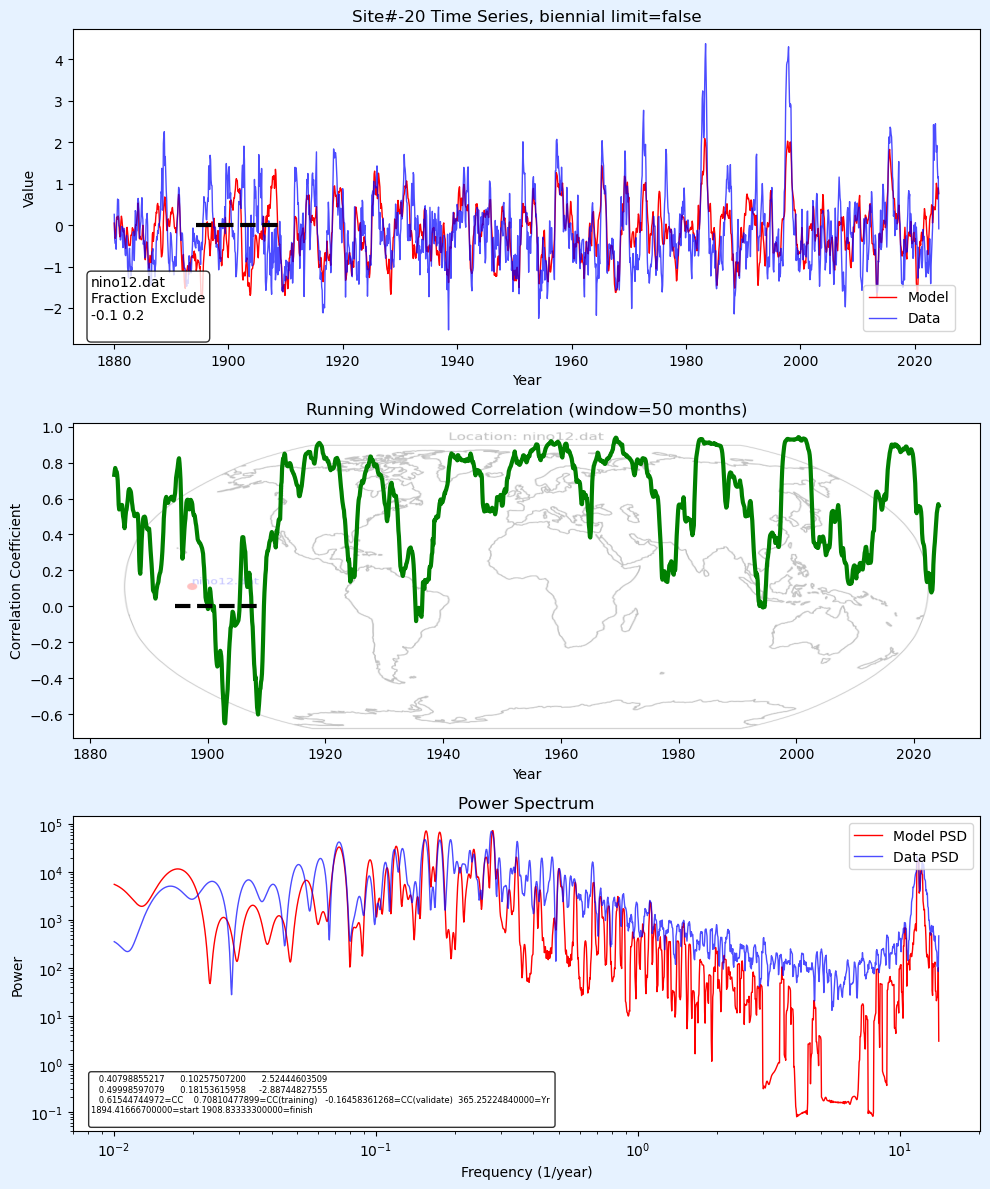 Site#-20 Time Series, biennial limit=false
4
3
2
1
0
−1
−2
Value
nino12.dat
Fraction Exclude
-0.1 0.2
Model
Data
1880 1900 1920 1940 1960 1980 2000 2020
Year
Running Windowed Correlation (window=50 months)
Location: nino12.dat
1.0
0.8
0.6
0.4
0.2
0.0
−0.2
−0.4
−0.6
Correlation Coefficient
nino12.dat
1880 1900 1920 1940 1960 1980 2000 2020
Year
Power Spectrum
10^5
10^4
10^3
10^2
10^1
10^0
10^−1
Power
Model PSD
Data PSD
0.40798855217 0.10257507200 2.52444603509
0.49998597079 0.18153615958 -2.88744827555
0.61544744972=CC 0.70810477899=CC(training) -0.16458361268=CC(validate) 365.25224840000=Yr
1894.41666700000=start 1908.83333300000=finish
10^−2 10^−1 10^0 10^1
Frequency (1/year)